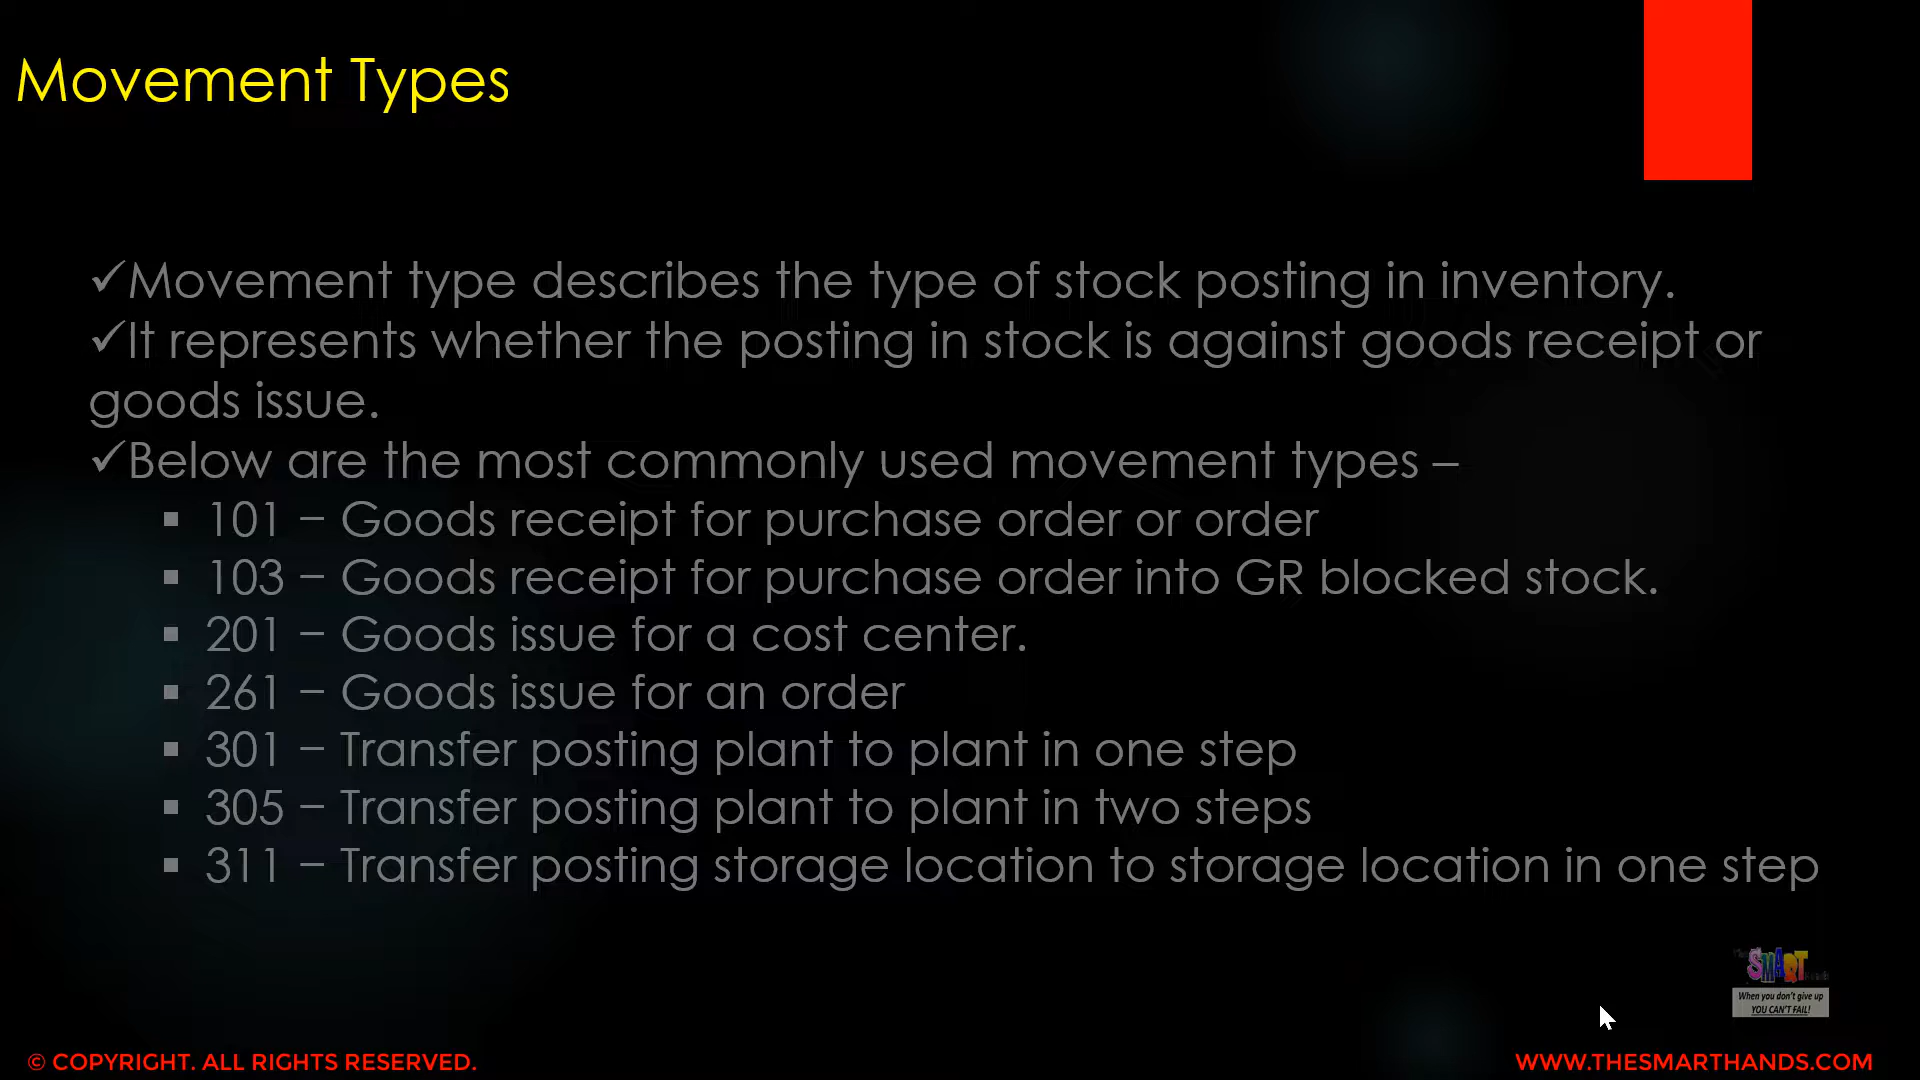 Movement Types
✓Movement type describes the type of stock posting in inventory.
✓It represents whether the posting in stock is against goods receipt or
goods issue.
✓Below are the most commonly used movement types –
▪ 101 − Goods receipt for purchase order or order
▪ 103 − Goods receipt for purchase order into GR blocked stock.
▪ 201 − Goods issue for a cost center.
▪ 261 − Goods issue for an order
▪ 301 − Transfer posting plant to plant in one step
▪ 305 − Transfer posting plant to plant in two steps
▪ 311 − Transfer posting storage location to storage location in one step
SMART
When you don't give up
YOU CAN'T FAIL!
© COPYRIGHT. ALL RIGHTS RESERVED.
WWW.THESMARTHANDS.COM